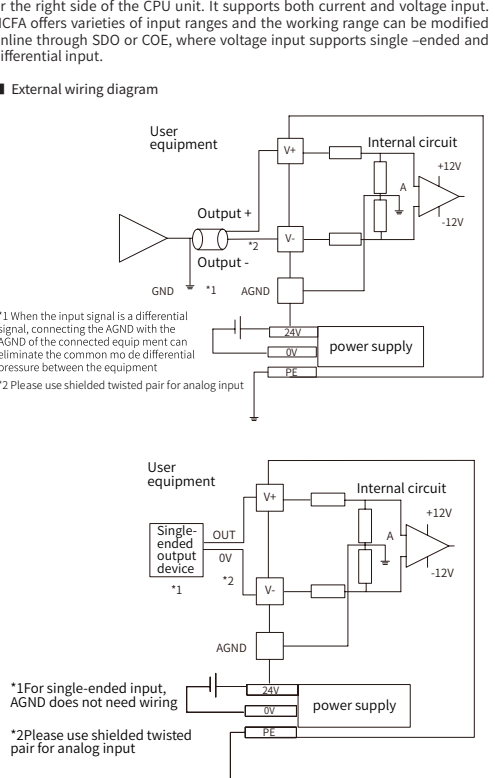 r the right side of the CPU unit. It supports both current and voltage input.
ICFA offers varieties of input ranges and the working range can be modified
nline through SDO or COE, where voltage input supports single –ended and
ifferential input.
■ External wiring diagram
User
equipment
V+
Internal circuit
+12V
A
-12V
Output +
*2
V-
Output -
GND
*1
AGND
24V
0V
power supply
PE
*1 When the input signal is a differential
signal, connecting the AGND with the
AGND of the connected equip ment can
eliminate the common mo de differential
pressure between the equipment
*2 Please use shielded twisted pair for analog input
User
equipment
V+
Internal circuit
+12V
A
-12V
Single-
ended
output
device
OUT
0V
*1
*2
V-
AGND
24V
0V
power supply
PE
*1For single-ended input,
AGND does not need wiring
*2Please use shielded twisted
pair for analog input